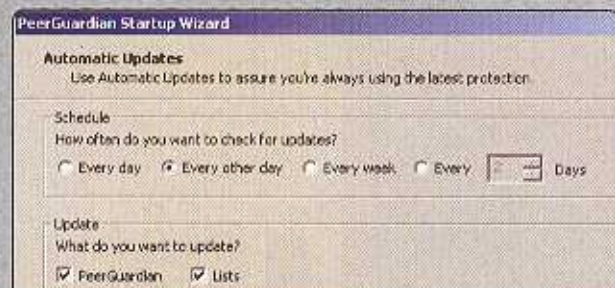 PeerGuardian Startup Wizard
Automatic Updates
Use Automatic Updates to assure you're always using the latest protection.
Schedule
How often do you want to check for updates?
Every day Every other day Every week Every Days
Update
What do you want to update?
PeerGuardian Lists